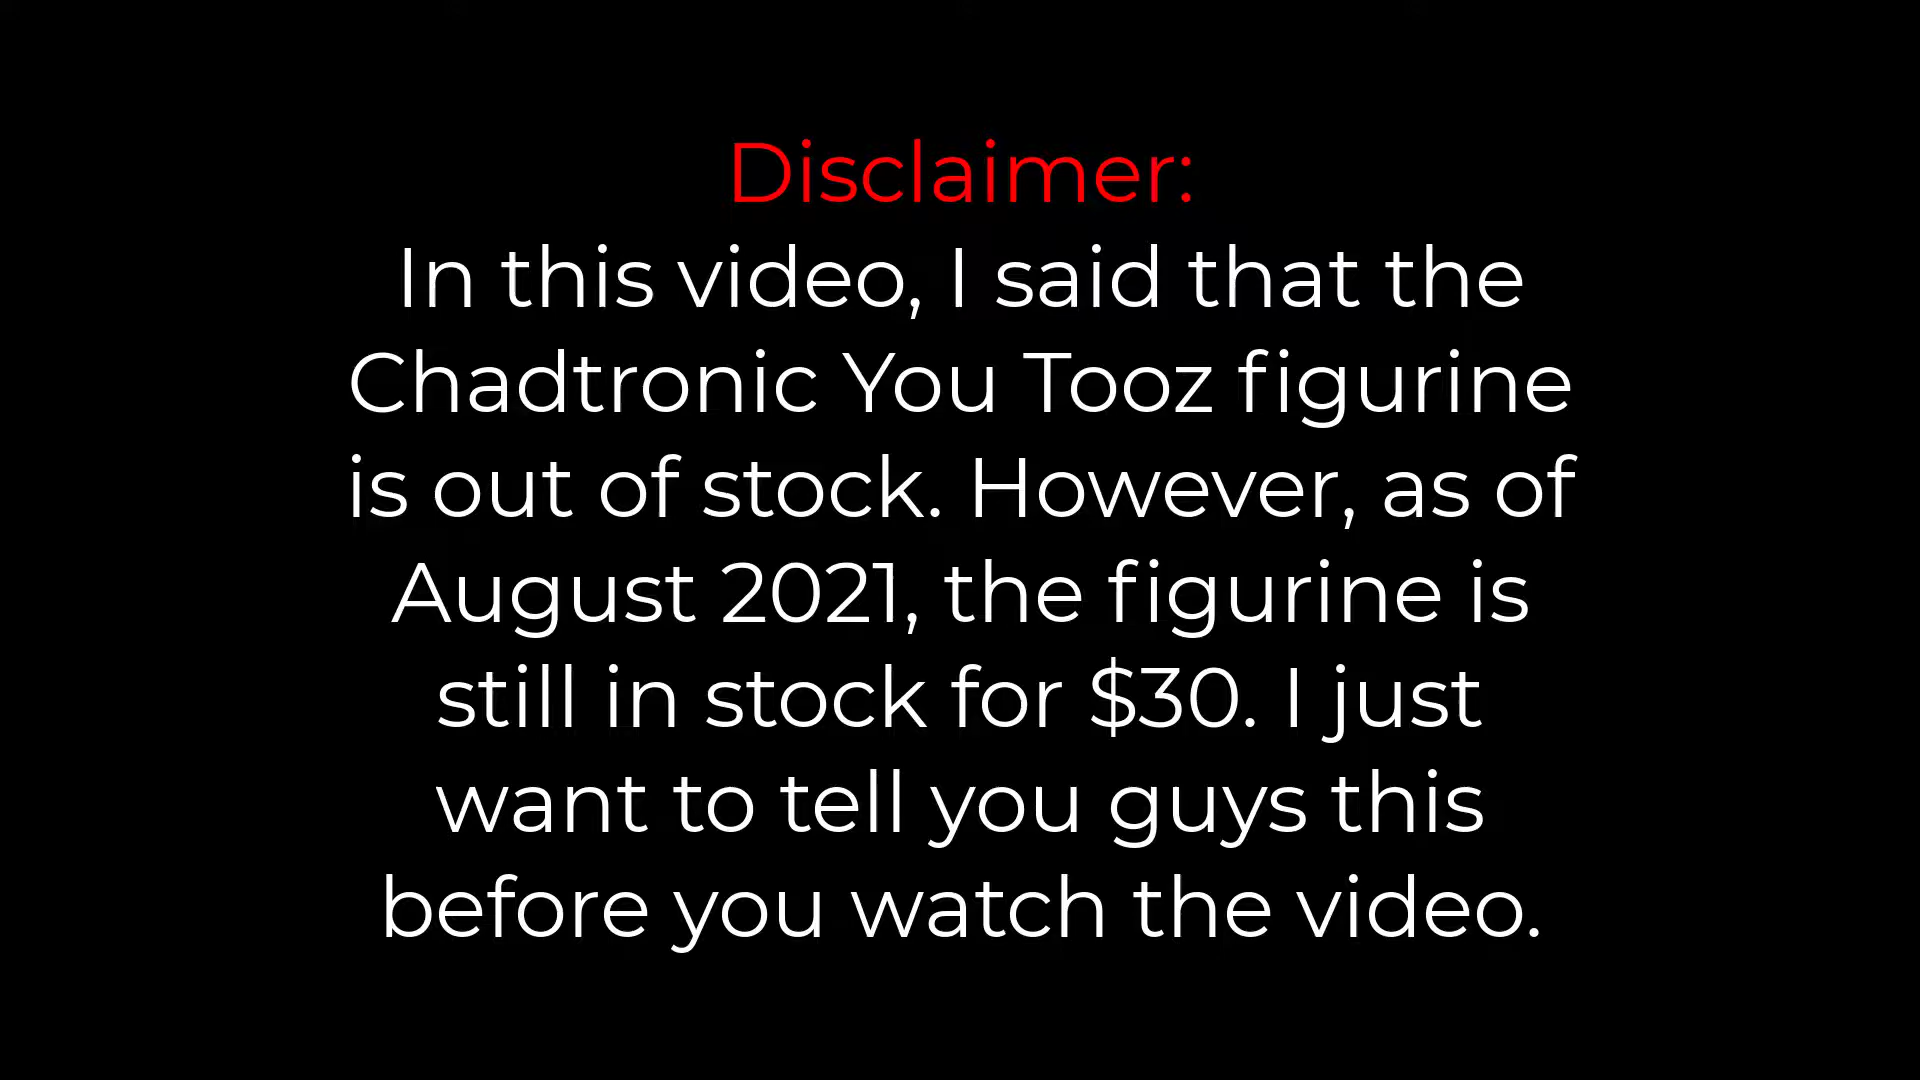 Disclaimer:
In this video, I said that the
Chadtronic You Tooz figurine
is out of stock. However, as of
August 2021, the figurine is
still in stock for $30. I just
want to tell you guys this
before you watch the video.